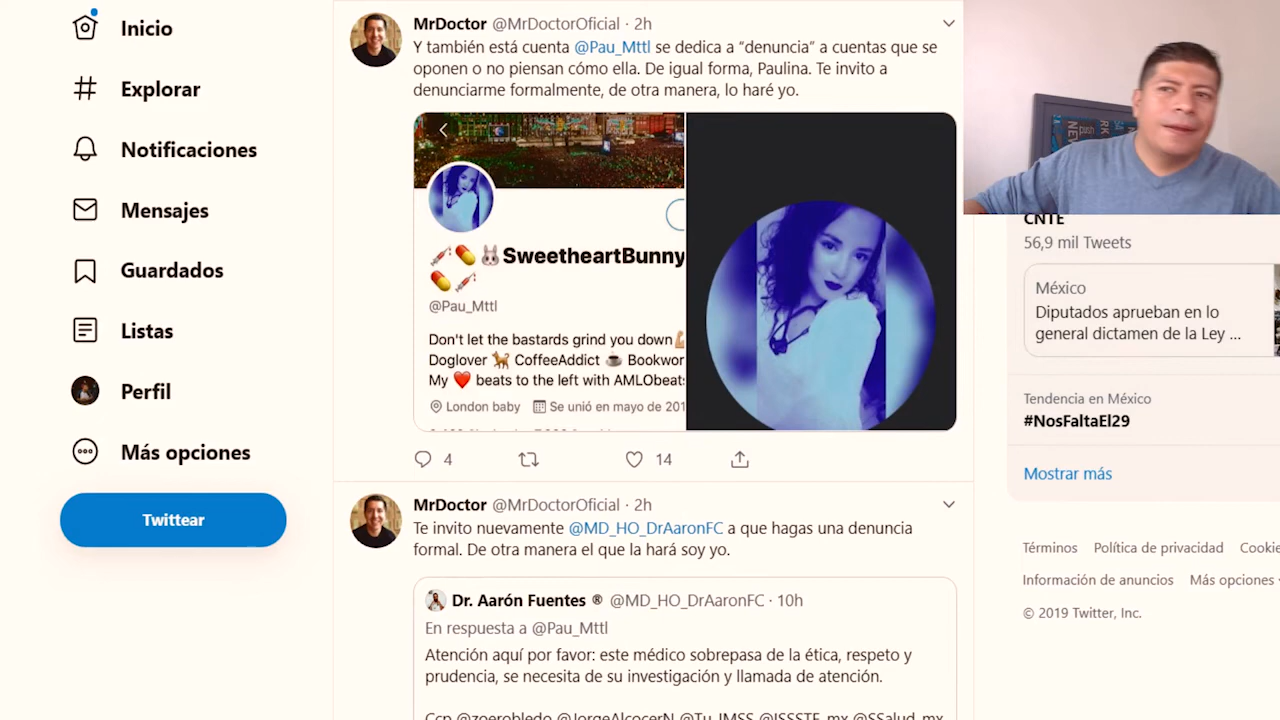 Inicio
Explorar
Notificaciones
Mensajes
Guardados
Listas
Perfil
Más opciones
Twittear
MrDoctor @MrDoctorOficial · 2h
Y también está cuenta @Pau_Mttl se dedica a “denuncia” a cuentas que se
oponen o no piensan cómo ella. De igual forma, Paulina. Te invito a
denunciarme formalmente, de otra manera, lo haré yo.
SweetheartBunny
@Pau_Mttl
Don't let the bastards grind you down
Doglover 🐕 CoffeeAddict ☕ Bookwor
My ❤️ beats to the left with AMLObeat
London baby Se unió en mayo de 201
4 14
MrDoctor @MrDoctorOficial · 2h
Te invito nuevamente @MD_HO_DrAaronFC a que hagas una denuncia
formal. De otra manera el que la hará soy yo.
Dr. Aarón Fuentes ® @MD_HO_DrAaronFC · 10h
En respuesta a @Pau_Mttl
Atención aquí por favor: este médico sobrepasa de la ética, respeto y
prudencia, se necesita de su investigación y llamada de atención.
Ccp @zoerobledo @JorgeAlcocerN @Tu_IMSS @ISSSTE_mx @SSalud_mx
CNTE
56,9 mil Tweets
México
Diputados aprueban en lo
general dictamen de la Ley ...
Tendencia en México
#NosFaltaEl29
Mostrar más
Términos Política de privacidad Cookie
Información de anuncios Más opciones
© 2019 Twitter, Inc.